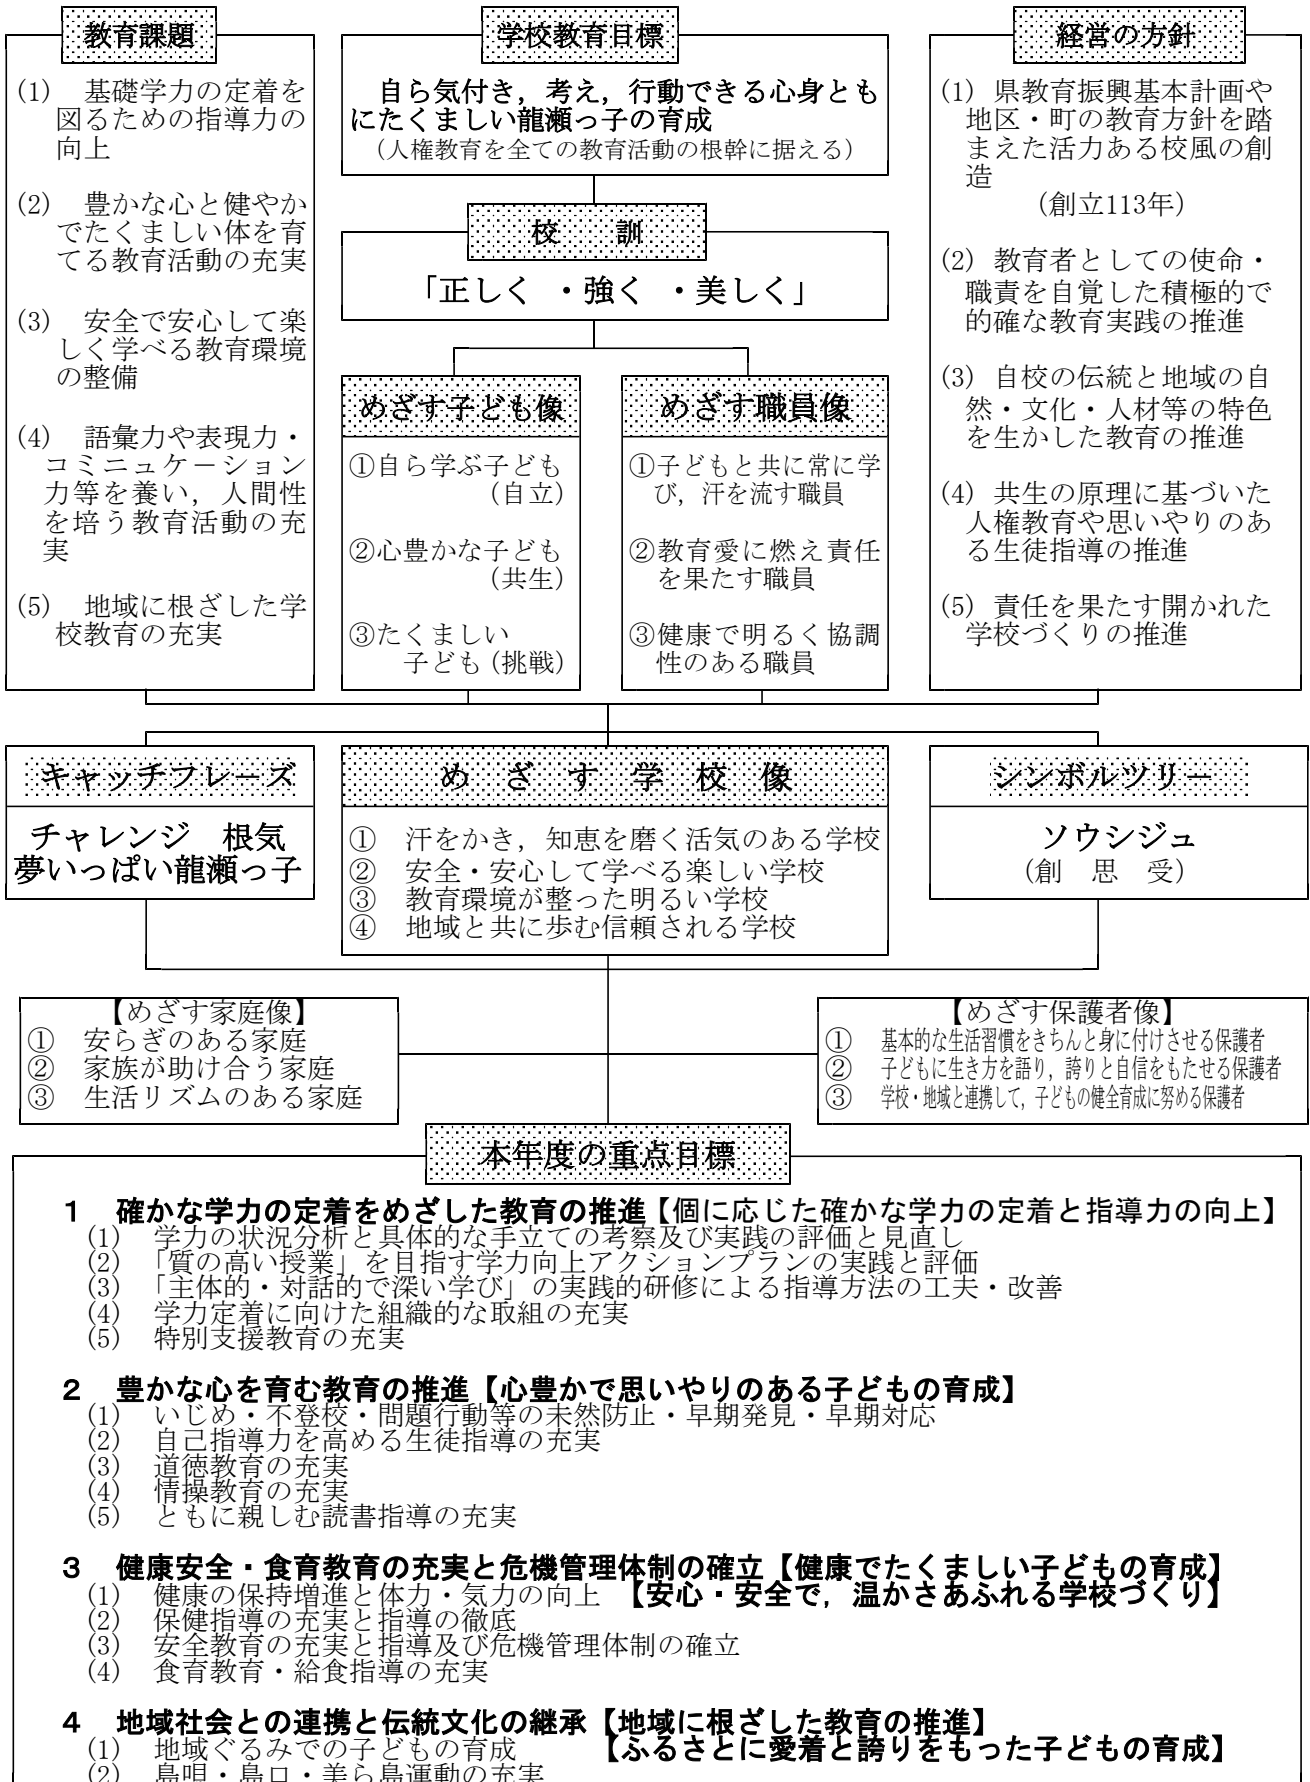 教育課題
(1)　基礎学力の定着を
図るための指導力の
向上
(2)　豊かな心と健やか
でたくましい体を育
てる教育活動の充実
(3)　安全で安心して楽
しく学べる教育環境
の整備
(4)　語彙力や表現力・
コミニュケーション
力等を養い，人間性
を培う教育活動の充
実
(5)　地域に根ざした学
校教育の充実
学校教育目標
自ら気付き，考え，行動できる心身とも
にたくましい龍瀬っ子の育成
（人権教育を全ての教育活動の根幹に据える）
校　訓
「正しく　・強く　・美しく」
めざす子ども像
①自ら学ぶ子ども
（自立）
②心豊かな子ども
（共生）
③たくましい
子ども（挑戦）
めざす職員像
①子どもと共に常に学
び，汗を流す職員
②教育愛に燃え責任
を果たす職員
③健康で明るく協調
性のある職員
経営の方針
(1) 県教育振興基本計画や
地区・町の教育方針を踏
まえた活力ある校風の創
造
（創立113年）
(2) 教育者としての使命・
職責を自覚した積極的で
的確な教育実践の推進
(3) 自校の伝統と地域の自
然・文化・人材等の特色
を生かした教育の推進
(4) 共生の原理に基づいた
人権教育や思いやりのあ
る生徒指導の推進
(5) 責任を果たす開かれた
学校づくりの推進
キャッチフレーズ
チャレンジ　根気
夢いっぱい龍瀬っ子
め　ざ　す　学　校　像
①　汗をかき，知恵を磨く活気のある学校
②　安全・安心して学べる楽しい学校
③　教育環境が整った明るい学校
④　地域と共に歩む信頼される学校
シンボルツリー
ソウシジュ
（創　思　受）
【めざす家庭像】
①　安らぎのある家庭
②　家族が助け合う家庭
③　生活リズムのある家庭
【めざす保護者像】
①　基本的な生活習慣をきちんと身に付けさせる保護者
②　子どもに生き方を語り，誇りと自信をもたせる保護者
③　学校・地域と連携して，子どもの健全育成に努める保護者
本年度の重点目標
１　確かな学力の定着をめざした教育の推進【個に応じた確かな学力の定着と指導力の向上】
(1)　学力の状況分析と具体的な手立ての考察及び実践の評価と見直し
(2)　「質の高い授業」を目指す学力向上アクションプランの実践と評価
(3)　「主体的・対話的で深い学び」の実践的研修による指導方法の工夫・改善
(4)　学力定着に向けた組織的な取組の充実
(5)　特別支援教育の充実
２　豊かな心を育む教育の推進【心豊かで思いやりのある子どもの育成】
(1)　いじめ・不登校・問題行動等の未然防止・早期発見・早期対応
(2)　自己指導力を高める生徒指導の充実
(3)　道徳教育の充実
(4)　情操教育の充実
(5)　ともに親しむ読書指導の充実
３　健康安全・食育教育の充実と危機管理体制の確立【健康でたくましい子どもの育成】
(1)　健康の保持増進と体力・気力の向上　【安心・安全で，温かさあふれる学校づくり】
(2)　保健指導の充実と指導の徹底
(3)　安全教育の充実と指導及び危機管理体制の確立
(4)　食育教育・給食指導の充実
４　地域社会との連携と伝統文化の継承【地域に根ざした教育の推進】
(1)　地域ぐるみでの子どもの育成　【ふるさとに愛着と誇りをもった子どもの育成】
(2)　島唄・島口・美ら島運動の充実